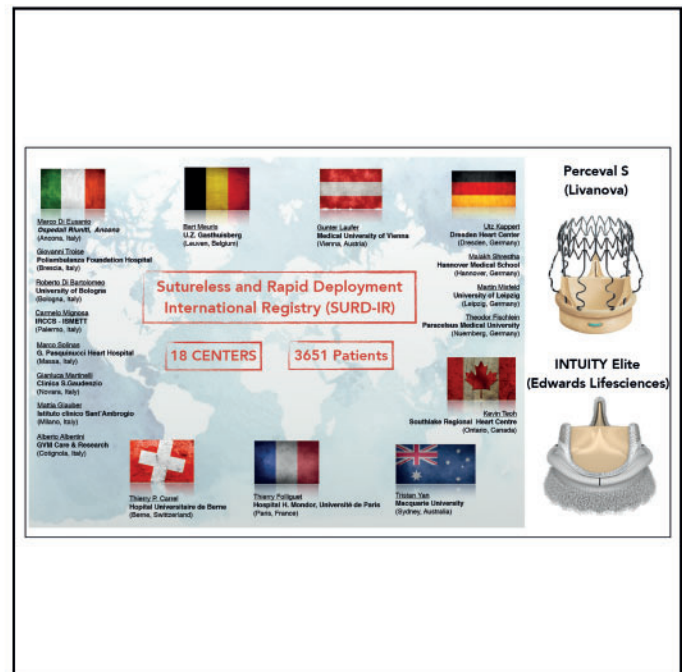 Marco Di Eusanio
Ospedali Riuniti, Ancona
(Ancona, Italy)
Giovanni Troise
Poliambulanza Foundation Hospital
(Brescia, Italy)
Roberto Di Bartolomeo
University of Bologna
(Bologna, Italy)
Carmelo Mignosa
IRCCS - ISMETT
(Palermo, Italy)
Marco Solinas
G. Pasquinucci Heart Hospital
(Massa, Italy)
Gianluca Martinelli
Clinica S.Gaudenzio
(Novara, Italy)
Mattia Glauber
Istituto clinico Sant'Ambrogio
(Milano, Italy)
Alberto Albertini
GVM Care & Research
(Cotignola, Italy)
Bart Meuris
U.Z. Gasthuisberg
(Leuven, Belgium)
Gunter Laufer
Medical University of Vienna
(Vienna, Austria)
Utz Kappert
Dresden Heart Center
(Dresden, Germany)
Malakh Shrestha
Hannover Medical School
(Hannover, Germany)
Martin Misfeld
University of Leipzig
(Leipzig, Germany)
Theodor Fischlein
Paracelsus Medical University
(Nuernberg, Germany)
Sutureless and Rapid Deployment
International Registry (SURD-IR)
18 CENTERS
3651 Patients
Kevin Teoh
Southlake Regional Heart Centre
(Ontario, Canada)
Thierry P. Carrel
Hopital Universitaire de Berne
(Berne, Switzerland)
Thierry Folliguet
Hospital H. Mondor, Université de Paris
(Paris, France)
Tristan Yan
Macquarie University
(Sydney, Australia)
Perceval S
(Livanova)
INTUITY Elite
(Edwards Lifesciences)